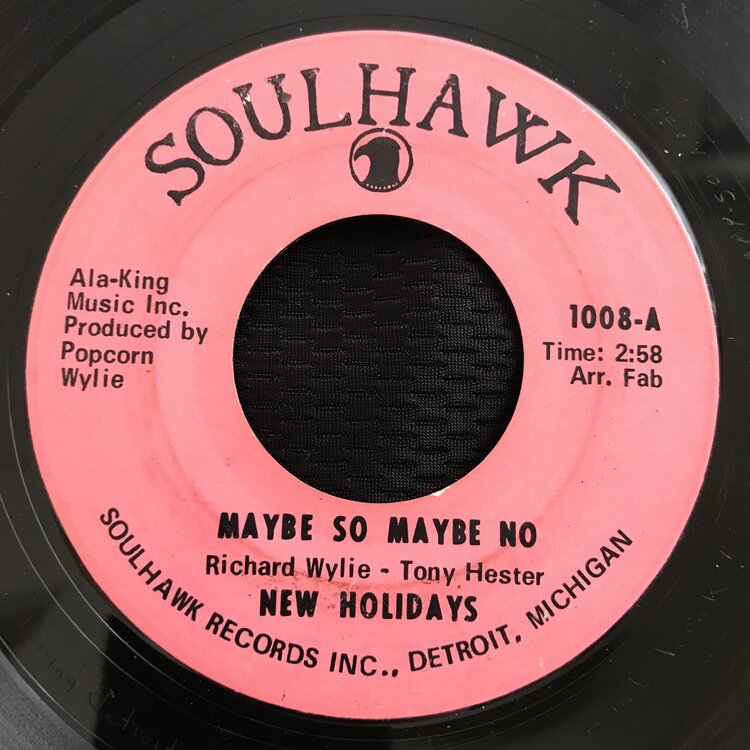 SOULHAWK
Ala-King
Music Inc.
Produced by
Popcorn
Wylie
1008-A
Time: 2:58
Arr. Fab
MAYBE SO MAYBE NO
Richard Wylie - Tony Hester
NEW HOLIDAYS
SOULHAWK RECORDS INC., DETROIT, MICHIGAN